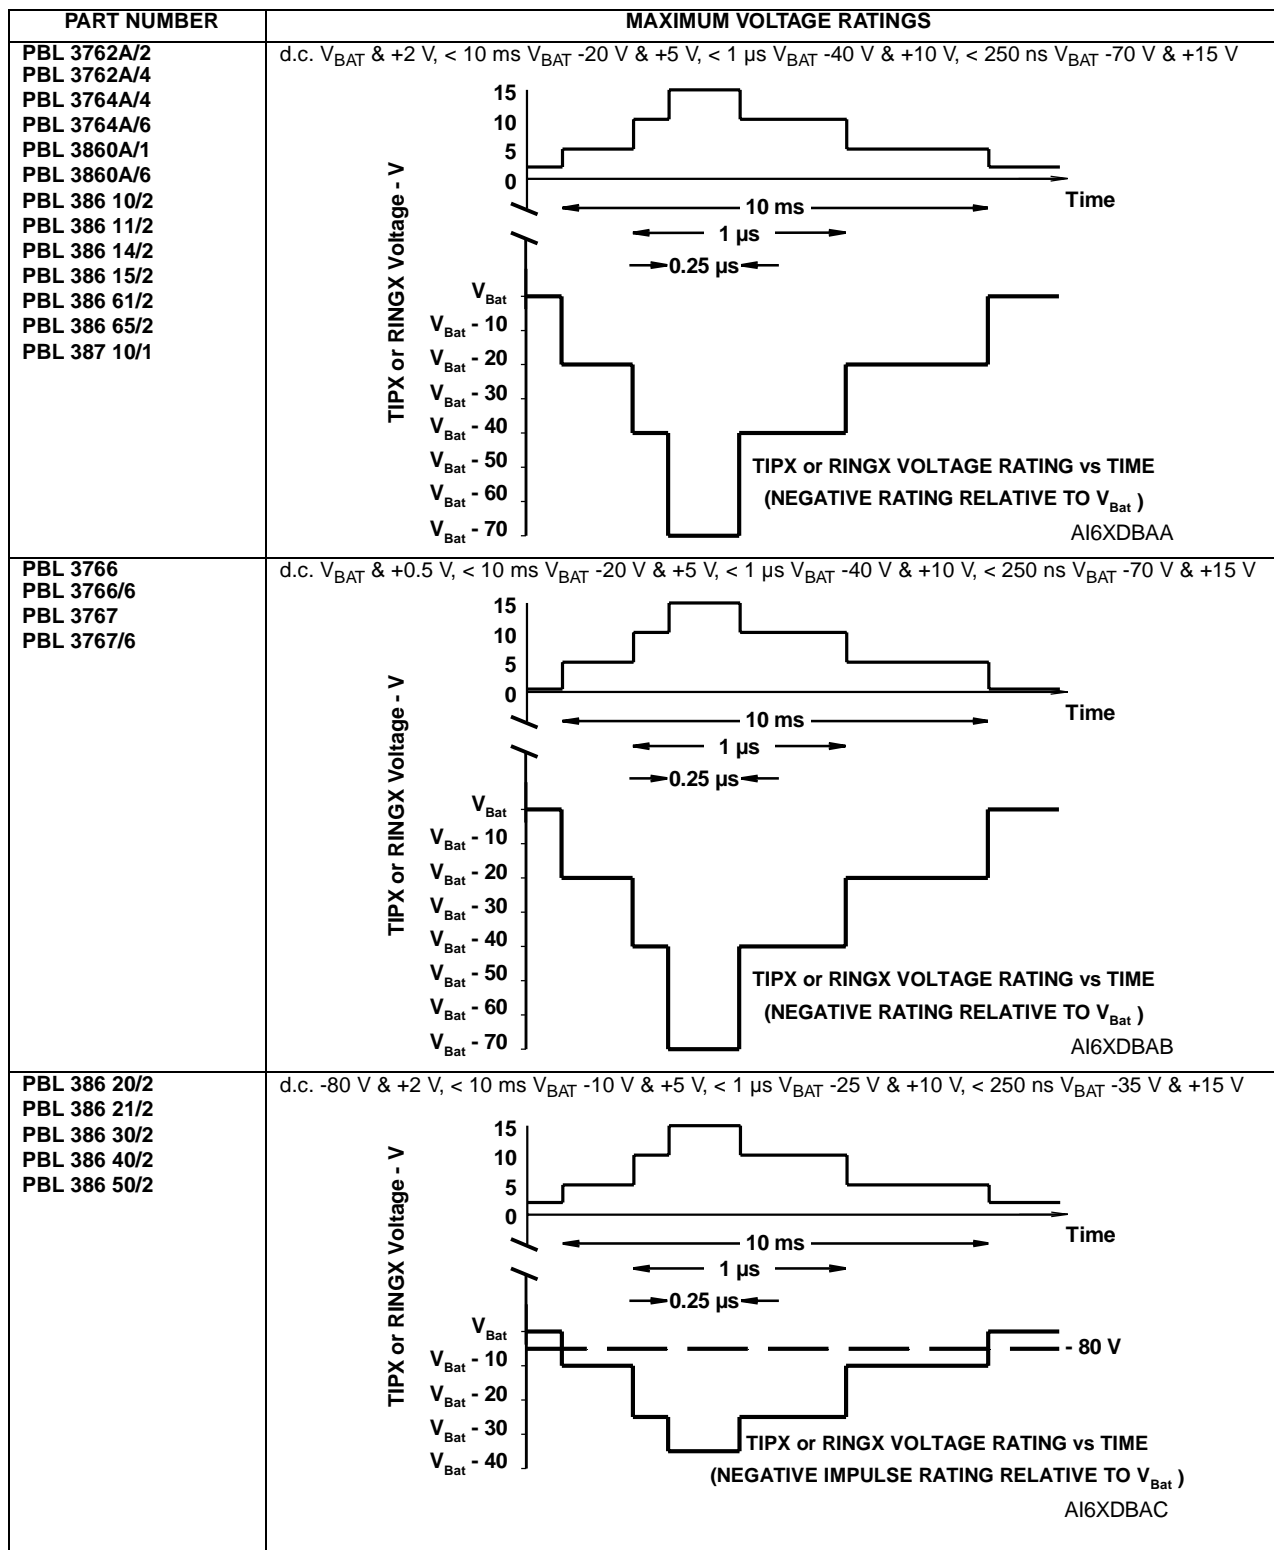 PART NUMBER
MAXIMUM VOLTAGE RATINGS
PBL 3762A/2
PBL 3762A/4
PBL 3764A/4
PBL 3764A/6
PBL 3860A/1
PBL 3860A/6
PBL 386 10/2
PBL 386 11/2
PBL 386 14/2
PBL 386 15/2
PBL 386 61/2
PBL 386 65/2
PBL 387 10/1
d.c. VBAT & +2 V, < 10 ms VBAT -20 V & +5 V, < 1 µs VBAT -40 V & +10 V, < 250 ns VBAT -70 V & +15 V
TIPX or RINGX Voltage - V
15
10
5
0
Time
10 ms
1 µs
0.25 µs
VBat
VBat - 10
VBat - 20
VBat - 30
VBat - 40
VBat - 50
VBat - 60
VBat - 70
TIPX or RINGX VOLTAGE RATING vs TIME
(NEGATIVE RATING RELATIVE TO VBat )
AI6XDBAA
PBL 3766
PBL 3766/6
PBL 3767
PBL 3767/6
d.c. VBAT & +0.5 V, < 10 ms VBAT -20 V & +5 V, < 1 µs VBAT -40 V & +10 V, < 250 ns VBAT -70 V & +15 V
TIPX or RINGX Voltage - V
15
10
5
0
Time
10 ms
1 µs
0.25 µs
VBat
VBat - 10
VBat - 20
VBat - 30
VBat - 40
VBat - 50
VBat - 60
VBat - 70
TIPX or RINGX VOLTAGE RATING vs TIME
(NEGATIVE RATING RELATIVE TO VBat )
AI6XDBAB
PBL 386 20/2
PBL 386 21/2
PBL 386 30/2
PBL 386 40/2
PBL 386 50/2
d.c. -80 V & +2 V, < 10 ms VBAT -10 V & +5 V, < 1 µs VBAT -25 V & +10 V, < 250 ns VBAT -35 V & +15 V
TIPX or RINGX Voltage - V
15
10
5
0
Time
10 ms
1 µs
0.25 µs
VBat
- 80 V
VBat - 10
VBat - 20
VBat - 30
VBat - 40
TIPX or RINGX VOLTAGE RATING vs TIME
(NEGATIVE IMPULSE RATING RELATIVE TO VBat )
AI6XDBAC